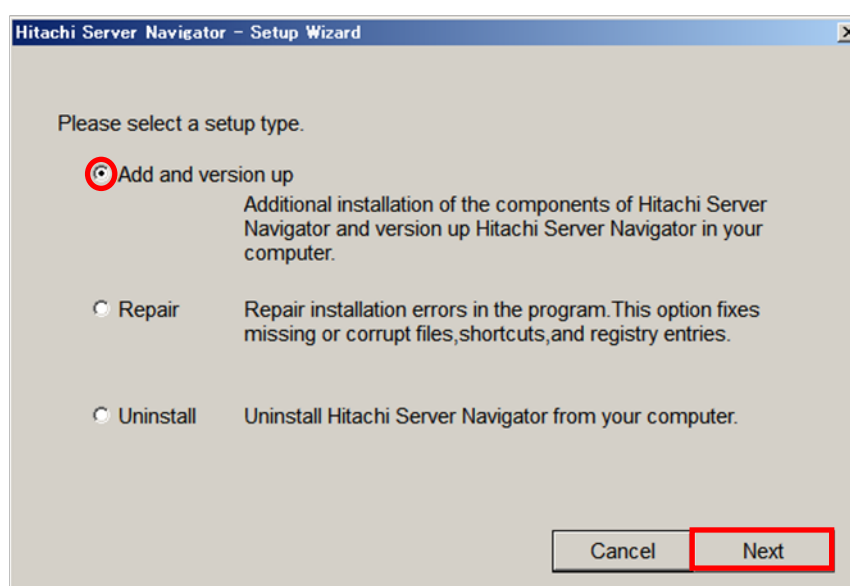 Hitachi Server Navigator - Setup Wizard
Please select a setup type.
Add and version up
Additional installation of the components of Hitachi Server
Navigator and version up Hitachi Server Navigator in your
computer.
Repair
Repair installation errors in the program.This option fixes
missing or corrupt files,shortcuts,and registry entries.
Uninstall
Uninstall Hitachi Server Navigator from your computer.
Cancel
Next